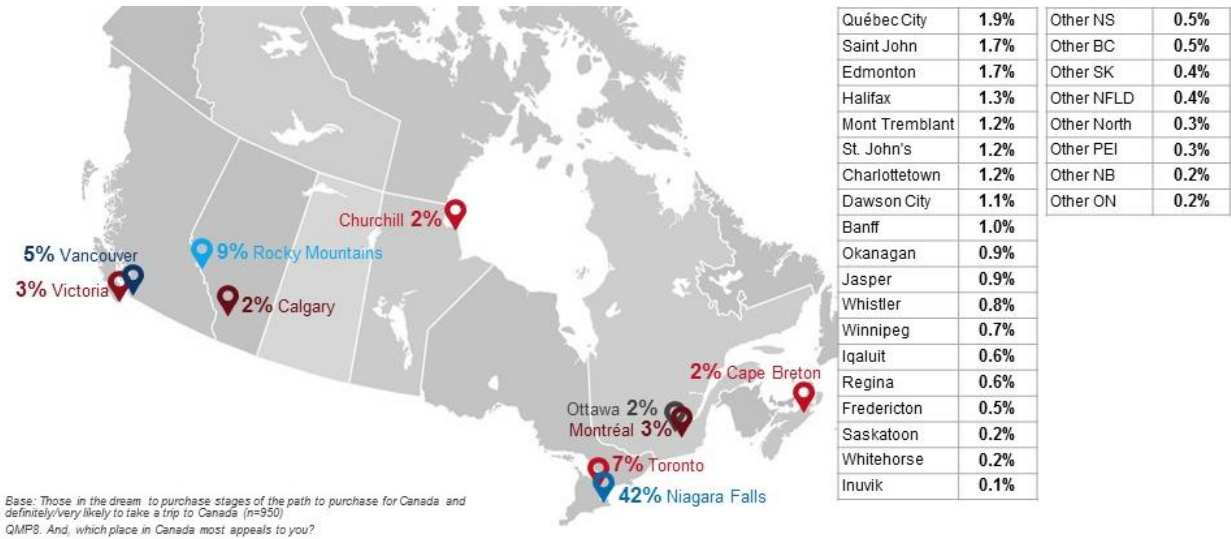 Churchill 2%
5% Vancouver
9% Rocky Mountains
3% Victoria
2% Calgary
2% Cape Breton
Ottawa 2%
Montréal 3%
7% Toronto
42% Niagara Falls
Base: Those in the dream to purchase stages of the path to purchase for Canada and
definitely/very likely to take a trip to Canada (n=950)
QMP8. And, which place in Canada most appeals to you?
Québec City 1.9%
Saint John 1.7%
Edmonton 1.7%
Halifax 1.3%
Mont Tremblant 1.2%
St. John's 1.2%
Charlottetown 1.2%
Dawson City 1.1%
Banff 1.0%
Okanagan 0.9%
Jasper 0.9%
Whistler 0.8%
Winnipeg 0.7%
Iqaluit 0.6%
Regina 0.6%
Fredericton 0.5%
Saskatoon 0.2%
Whitehorse 0.2%
Inuvik 0.1%
Other NS 0.5%
Other BC 0.5%
Other SK 0.4%
Other NFLD 0.4%
Other North 0.3%
Other PEI 0.3%
Other NB 0.2%
Other ON 0.2%